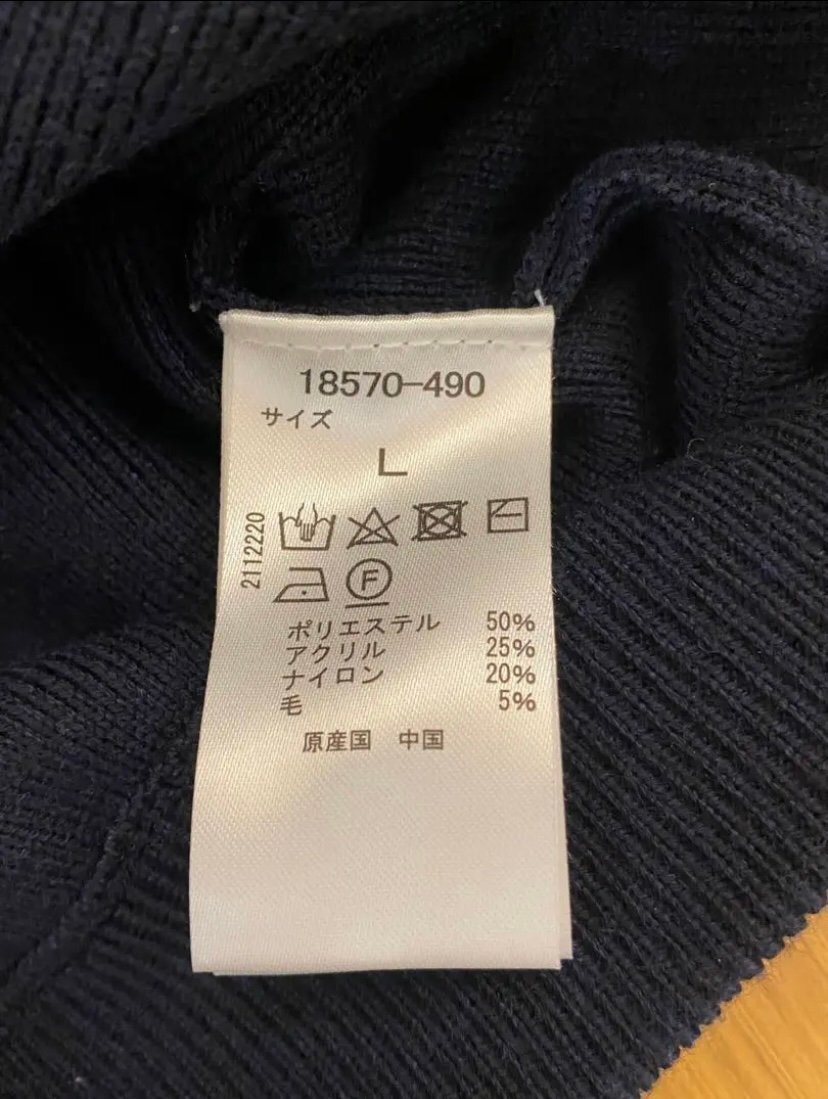 18570-490
サイズ
L
2112220
F
ポリエステル 50%
アクリル 25%
ナイロン 20%
毛 5%
原産国 中国